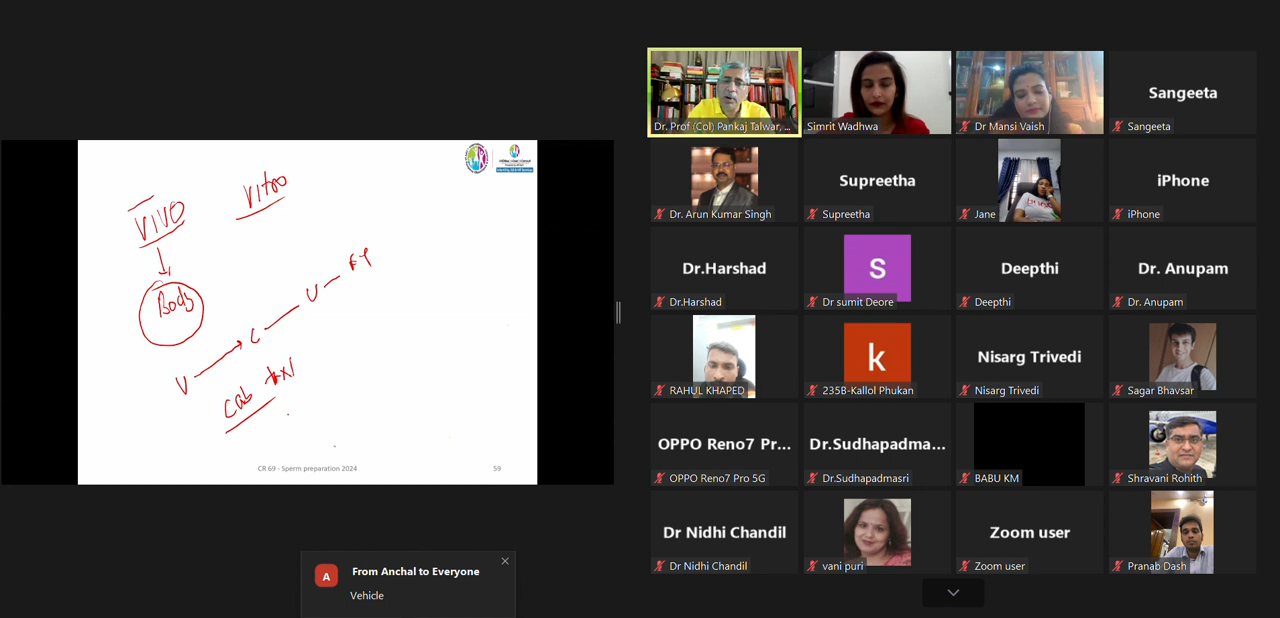 VIVO
Vitro
Body
V
C
U
FT
Cab
CR 69 - Sperm preparation 2024
59
A
From Anchal to Everyone
Vehicle
Dr. Prof (Col) Pankaj Talwar, ...
Simrit Wadhwa
Dr Mansi Vaish
Sangeeta
Sangeeta
Dr. Arun Kumar Singh
Supreetha
Supreetha
Jane
iPhone
iPhone
Dr.Harshad
Dr.Harshad
S
Dr sumit Deore
Deepthi
Deepthi
Dr. Anupam
Dr. Anupam
RAHUL KHAPED
k
235B-Kallol Phukan
Nisarg Trivedi
Nisarg Trivedi
Sagar Bhavsar
OPPO Reno7 Pr...
OPPO Reno7 Pro 5G
Dr.Sudhapadma...
Dr.Sudhapadmasri
BABU KM
Shravani Rohith
Dr Nidhi Chandil
Dr Nidhi Chandil
vani puri
Zoom user
Zoom user
Pranab Dash